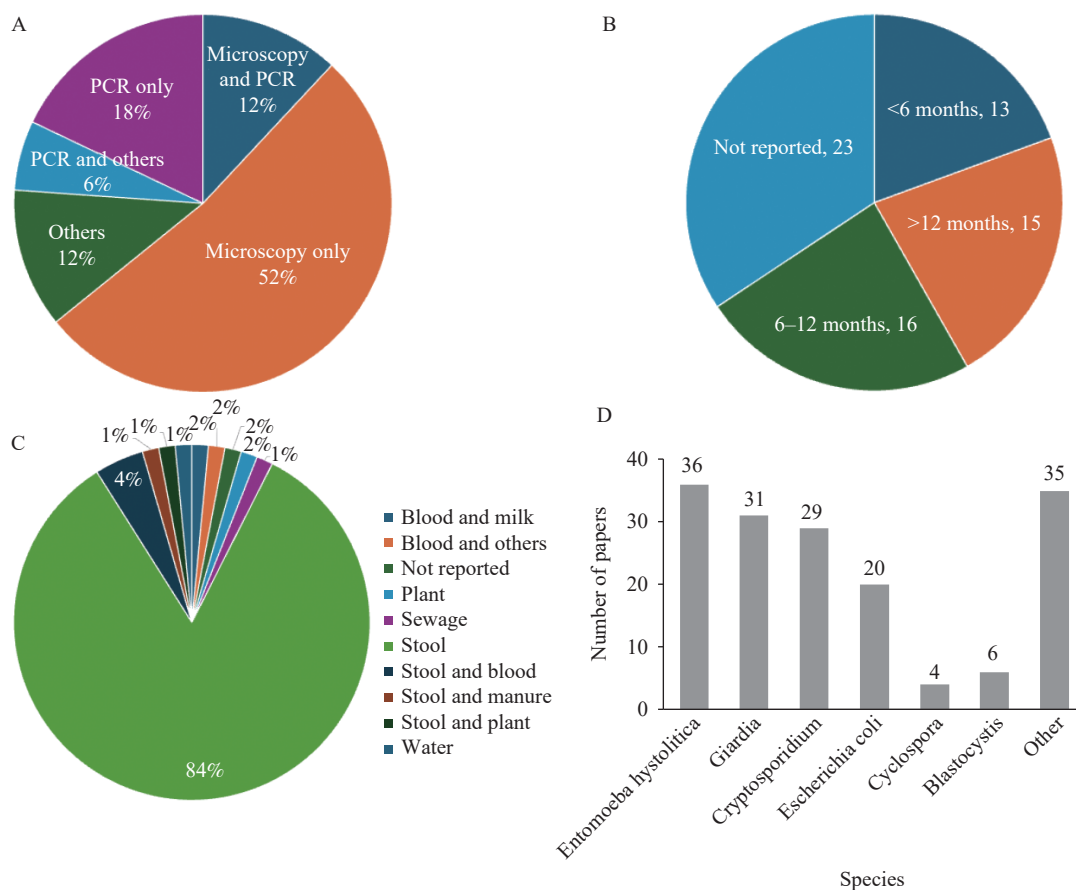 A
Microscopy
and PCR
12%
PCR only
18%
PCR and others
6%
Others
12%
Microscopy only
52%
B
<6 months, 13
Not reported, 23
>12 months, 15
6–12 months, 16
C
1%
1%
1%
2%
2%
2%
2%
1%
4%
84%
Blood and milk
Blood and others
Not reported
Plant
Sewage
Stool
Stool and blood
Stool and manure
Stool and plant
Water
D
Number of papers
40
30
20
10
0
36
31
29
20
4
6
35
Entomoeba hystolitica
Giardia
Cryptosporidium
Escherichia coli
Cyclospora
Blastocystis
Other
Species